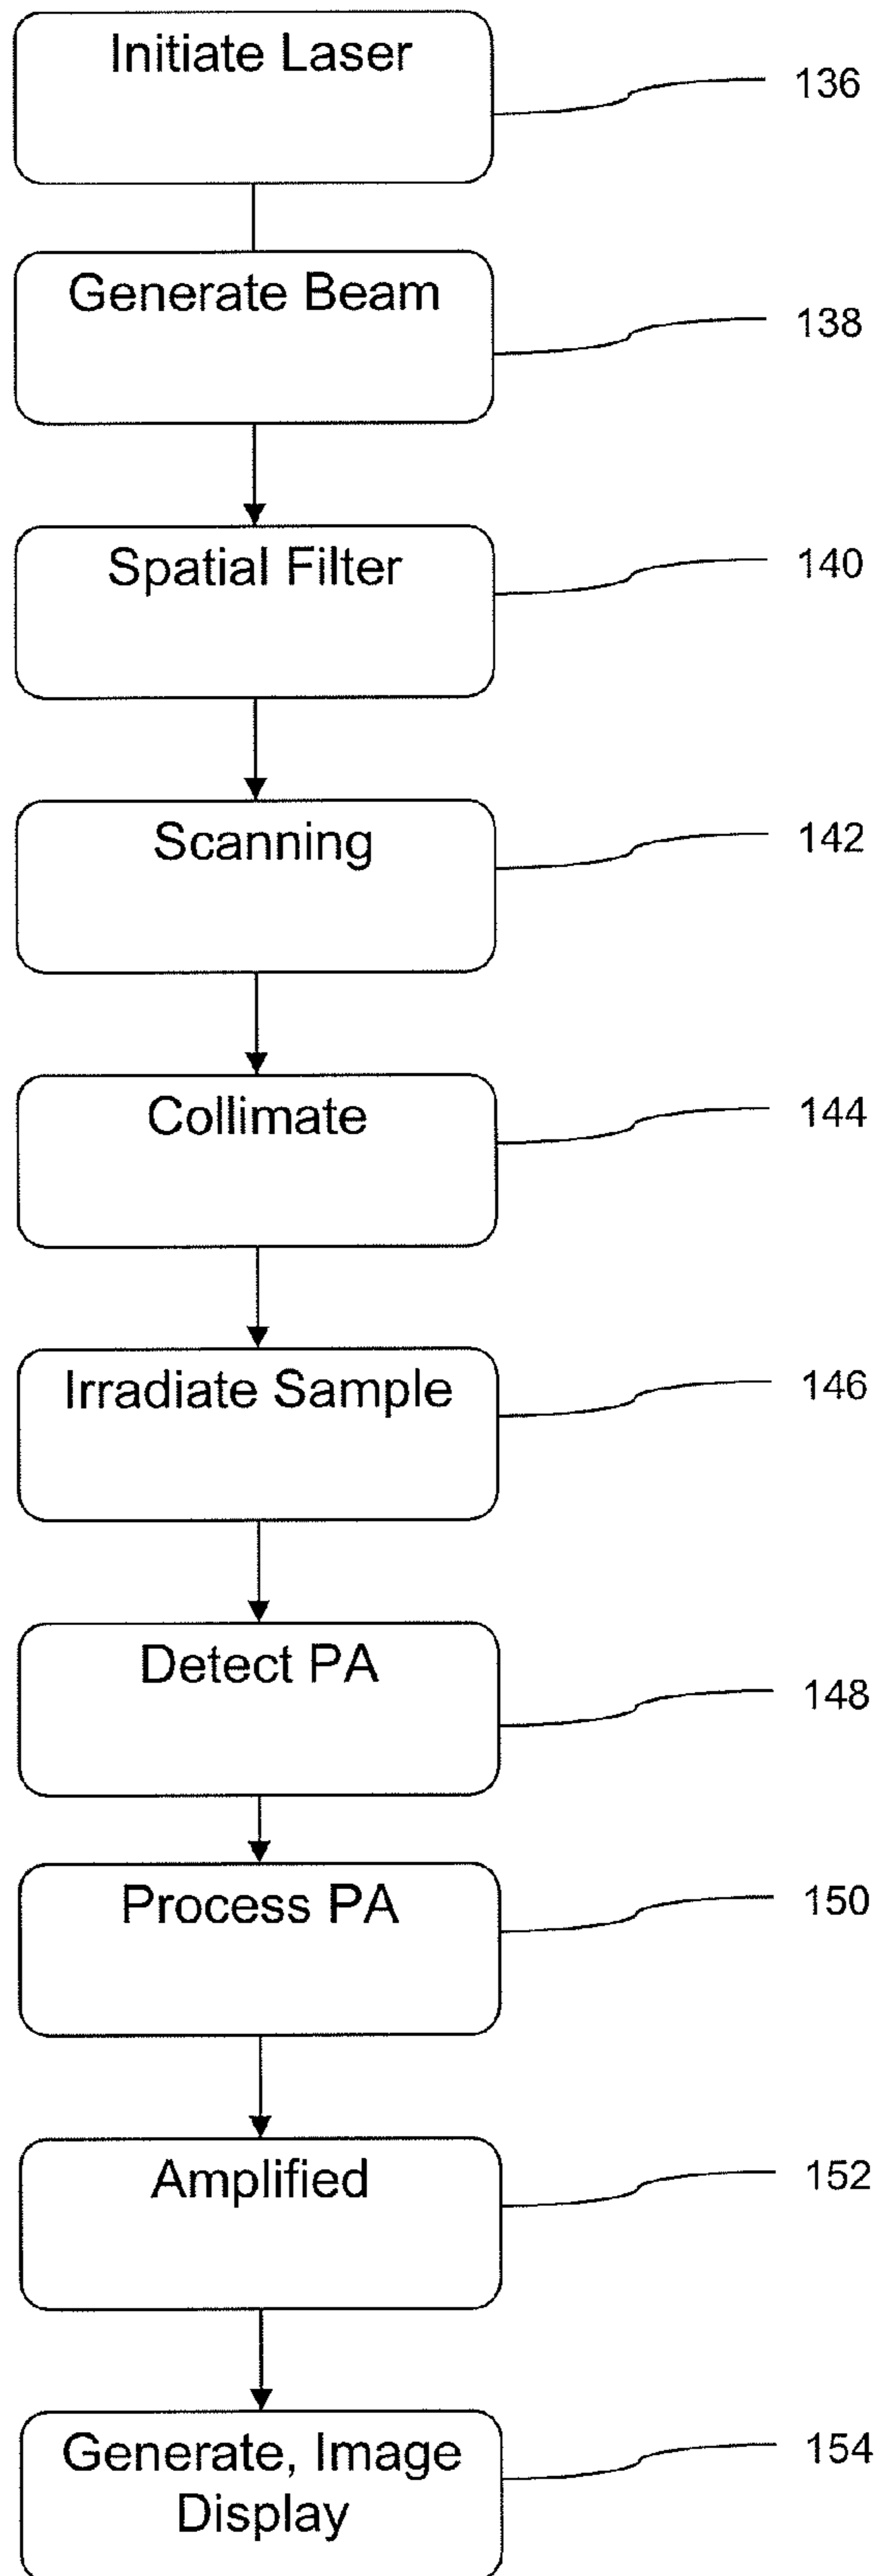 Initiate Laser
136
Generate Beam
138
Spatial Filter
140
Scanning
142
Collimate
144
Irradiate Sample
146
Detect PA
148
Process PA
150
Amplified
152
Generate, Image
Display
154